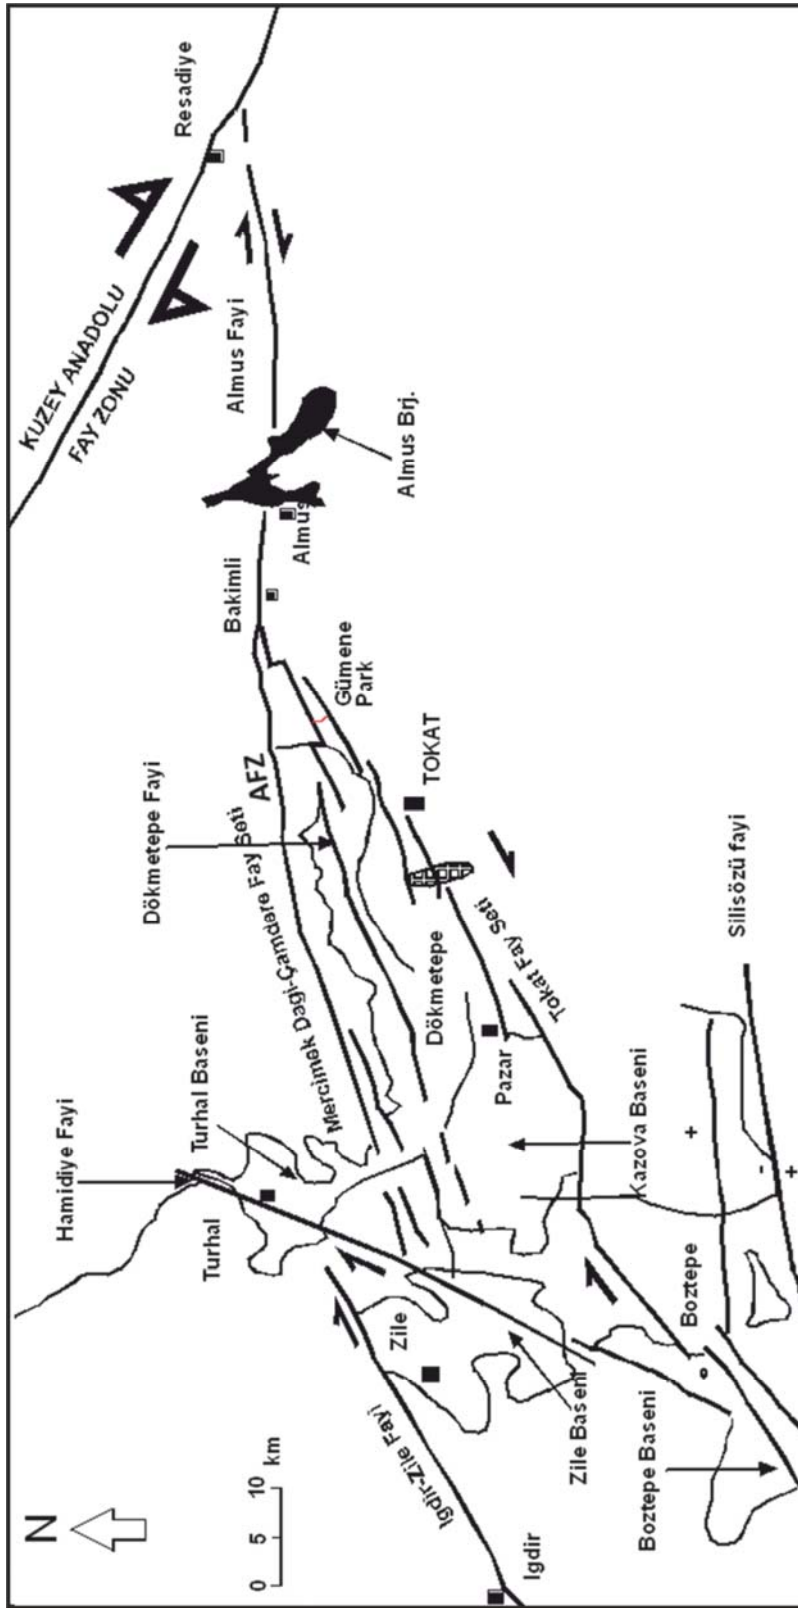 N
0 5 10 km
KUZEY ANADOLU
FAY ZONU
Resadiye
Almus Fayi
Almus Brj.
Almus
Bakimli
Gümene
Park
AFZ
TOKAT
Dökmetepe Fayi
Mercimek Dagi-Çamdere Fay Seti
Dökmetepe
Tokat Fay Seti
Pazar
Hamidiye Fayi
Turhal Baseni
Turhal
Kazova Baseni
Silisözü fayi
+
-
+
Zile
Igdir-Zile Fayi
Igdir
Zile Baseni
Boztepe
Boztepe Baseni